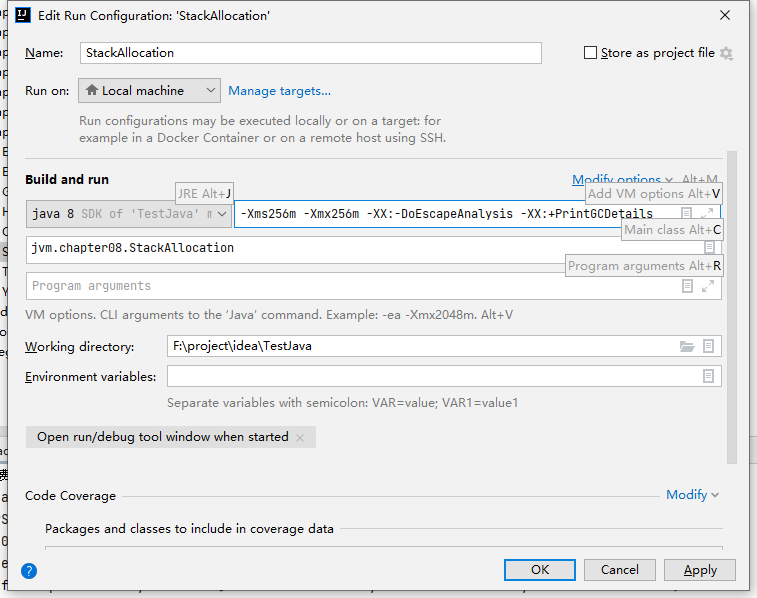 Edit Run Configuration: 'StackAllocation'
Name: StackAllocation Store as project file
Run on: Local machine Manage targets...
Run configurations may be executed locally or on a target: for
example in a Docker Container or on a remote host using SSH.
Build and run Modify options Alt+M
JRE Alt+J Add VM options Alt+V
java 8 SDK of 'TestJava' m -Xms256m -Xmx256m -XX:-DoEscapeAnalysis -XX:+PrintGCDetails
Main class Alt+C
jvm.chapter08.StackAllocation
Program arguments Alt+R
Program arguments
VM options. CLI arguments to the 'Java' command. Example: -ea -Xmx2048m. Alt+V
Working directory: F:\project\idea\TestJava
Environment variables:
Separate variables with semicolon: VAR=value; VAR1=value1
Open run/debug tool window when started
Code Coverage Modify
Packages and classes to include in coverage data
? OK Cancel Apply